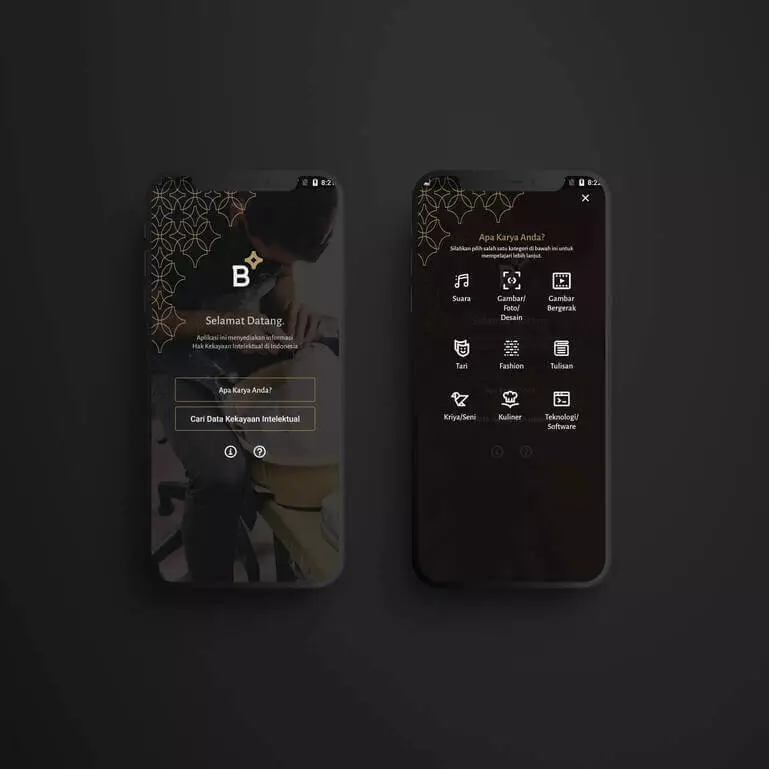 8:2
B
Selamat Datang.
Aplikasi ini menyediakan informasi
Hak Kekayaan Intelektual di Indonesia
Apa Karya Anda?
Cari Data Kekayaan Intelektual
8:2
Apa Karya Anda?
Silahkan pilih salah satu kategori di bawah ini untuk
mempelajari lebih lanjut.
Suara
Gambar/
Foto/
Desain
Gambar
Bergerak
Tari
Fashion
Tulisan
Kriya/Seni
Kuliner
Teknologi/
Software